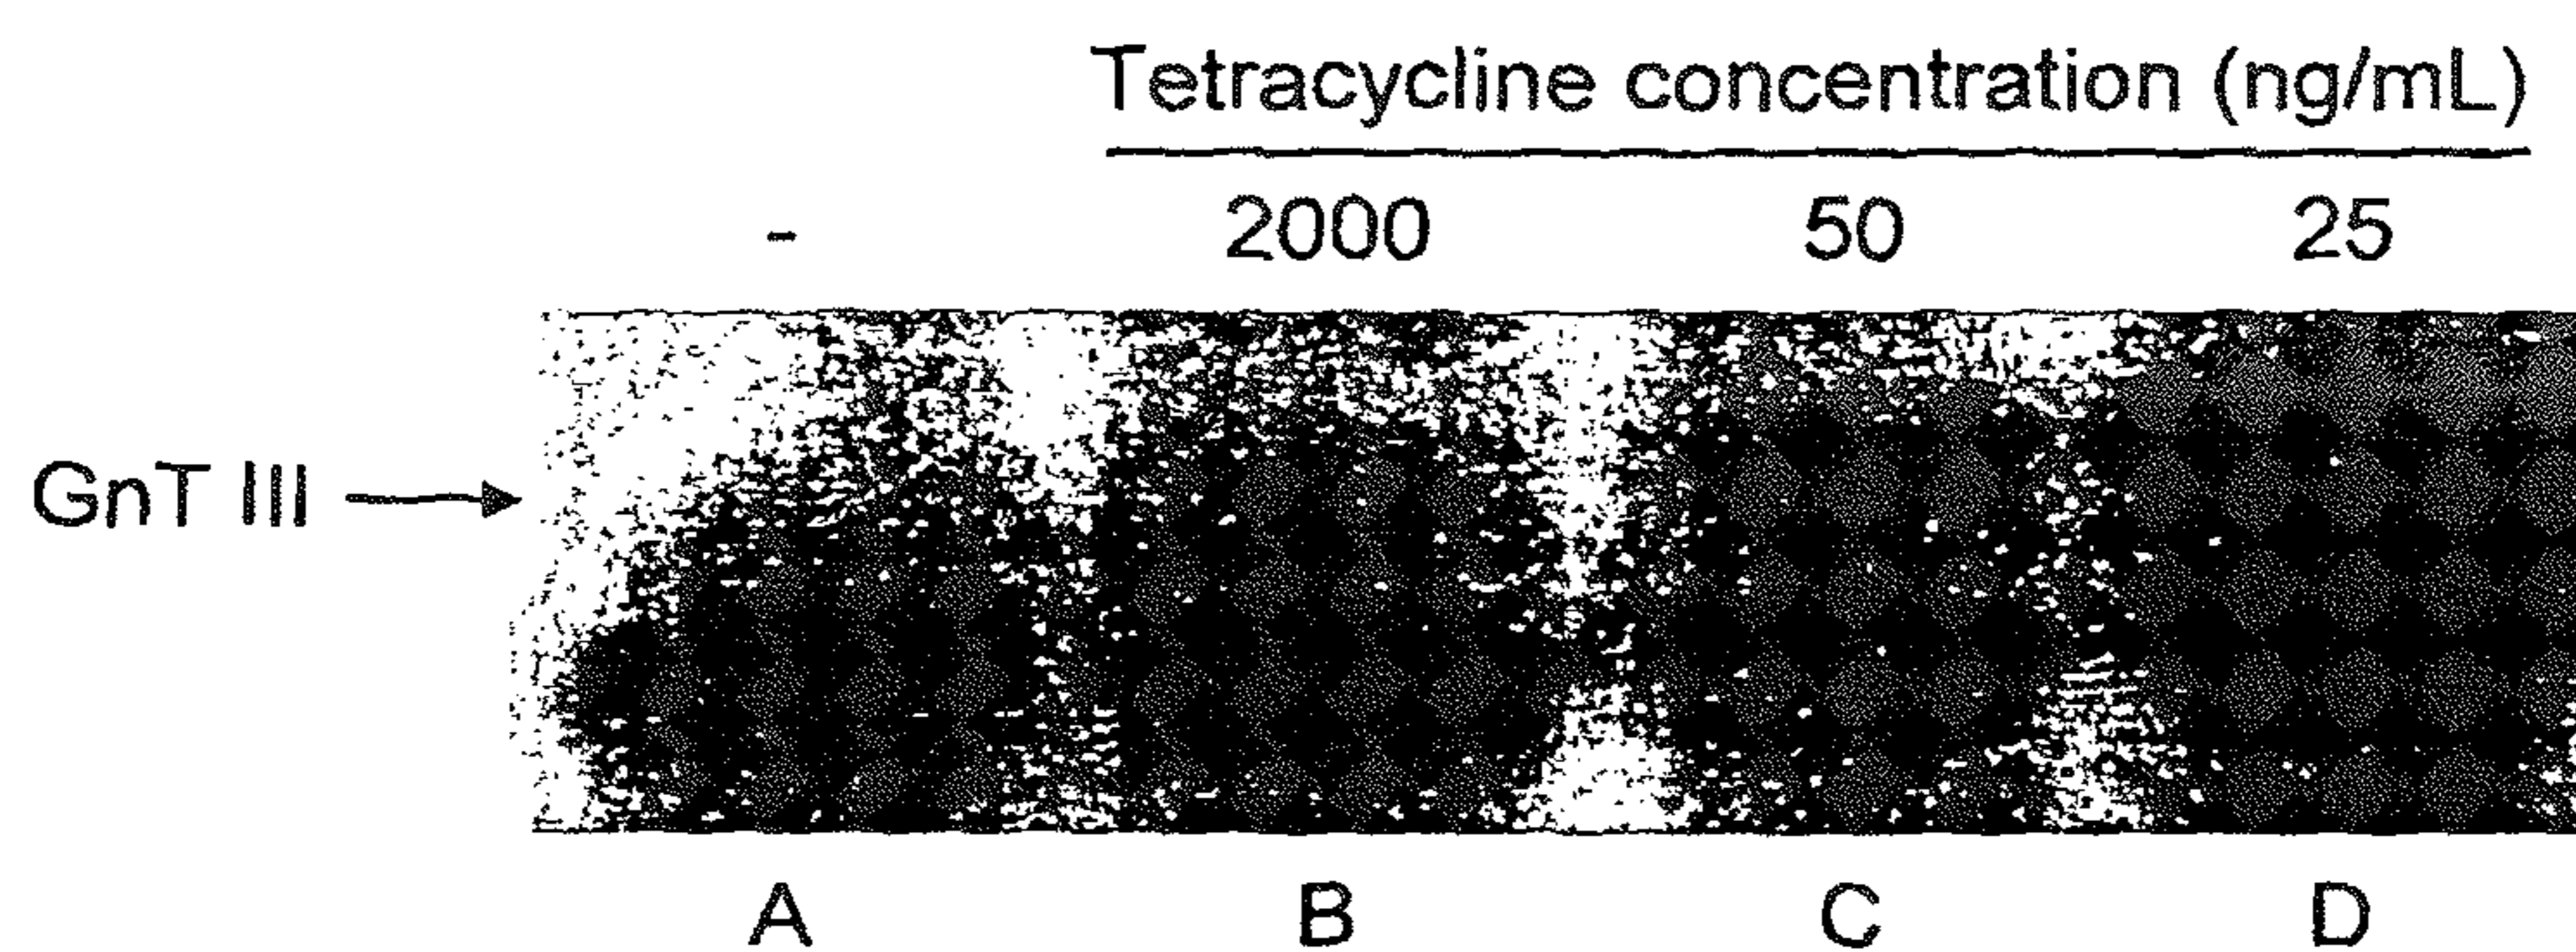 Tetracycline concentration (ng/mL)
- 2000 50 25
GnT III
A B C D